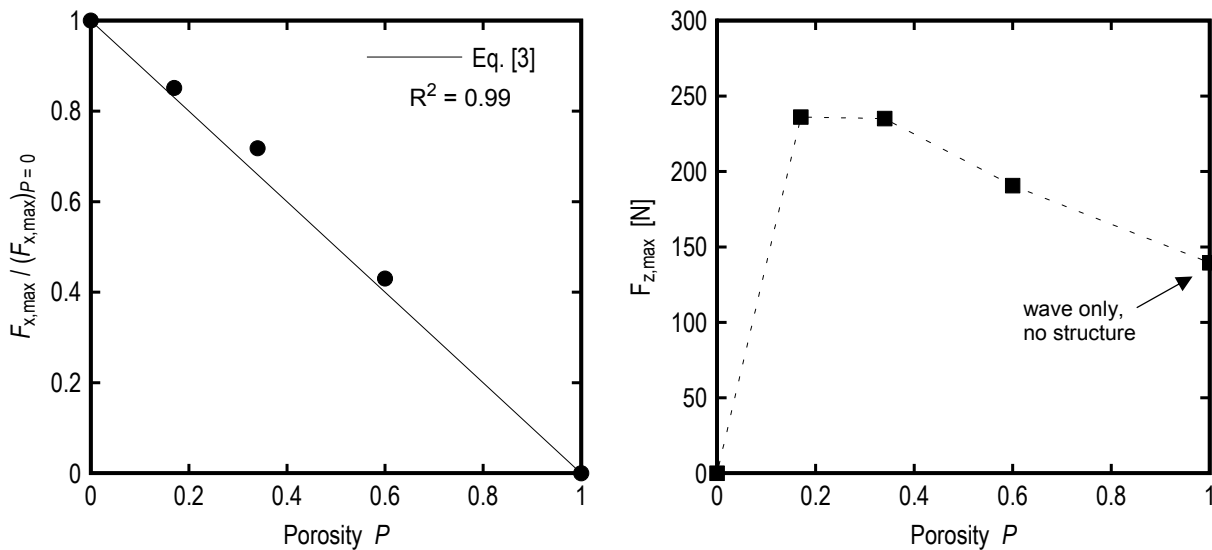 1
0.8
0.6
0.4
0.2
0
F_x,max / (F_x,max)_P = 0
Eq. [3]
R² = 0.99
0 0.2 0.4 0.6 0.8 1
Porosity P
300
250
200
150
100
50
0
F_z,max [N]
wave only,
no structure
0 0.2 0.4 0.6 0.8 1
Porosity P